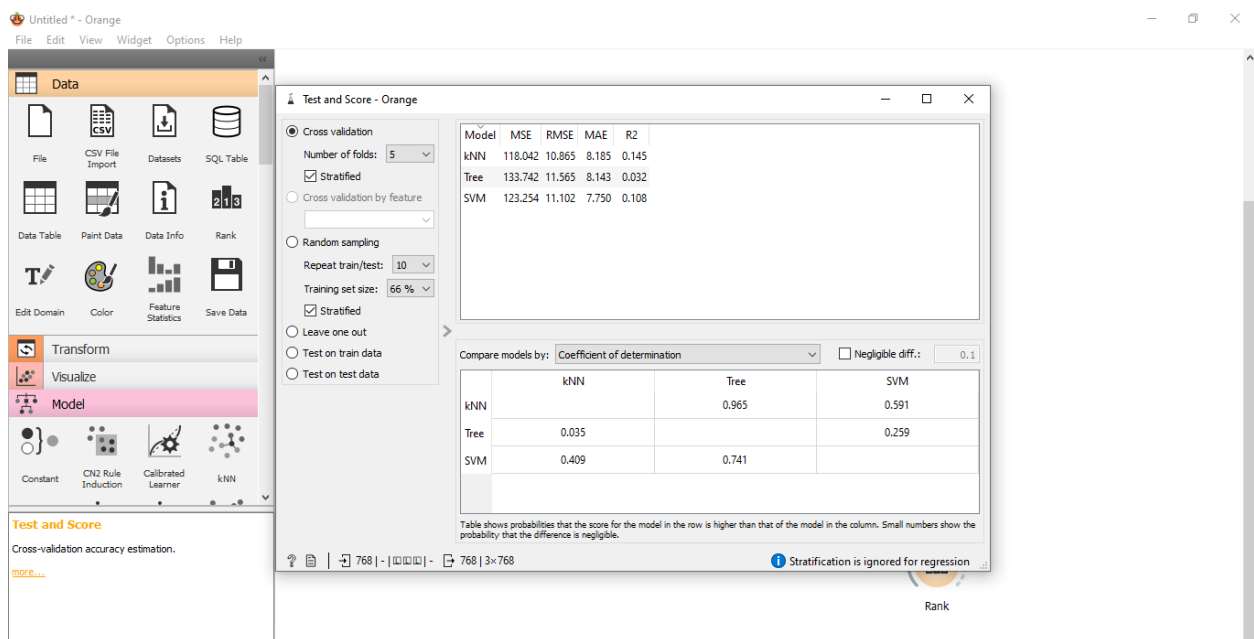 Untitled * - Orange
File Edit View Widget Options Help
Data
File
CSV File Import
Datasets
SQL Table
Data Table
Paint Data
Data Info
Rank
Edit Domain
Color
Feature Statistics
Save Data
Transform
Visualize
Model
Constant
CN2 Rule Induction
Calibrated Learner
kNN
Test and Score
Cross-validation accuracy estimation.
more...
Test and Score - Orange
Cross validation
Number of folds: 5
Stratified
Cross validation by feature
Random sampling
Repeat train/test: 10
Training set size: 66 %
Stratified
Leave one out
Test on train data
Test on test data
Model MSE RMSE MAE R2
kNN 118.042 10.865 8.185 0.145
Tree 133.742 11.565 8.143 0.032
SVM 123.254 11.102 7.750 0.108
Compare models by: Coefficient of determination Negligible diff.: 0.1
kNN Tree SVM
kNN 0.965 0.591
Tree 0.035 0.259
SVM 0.409 0.741
Table shows probabilities that the score for the model in the row is higher than that of the model in the column. Small numbers show the
probability that the difference is negligible.
768 | - | - 768 | 3×768
Stratification is ignored for regression
Rank